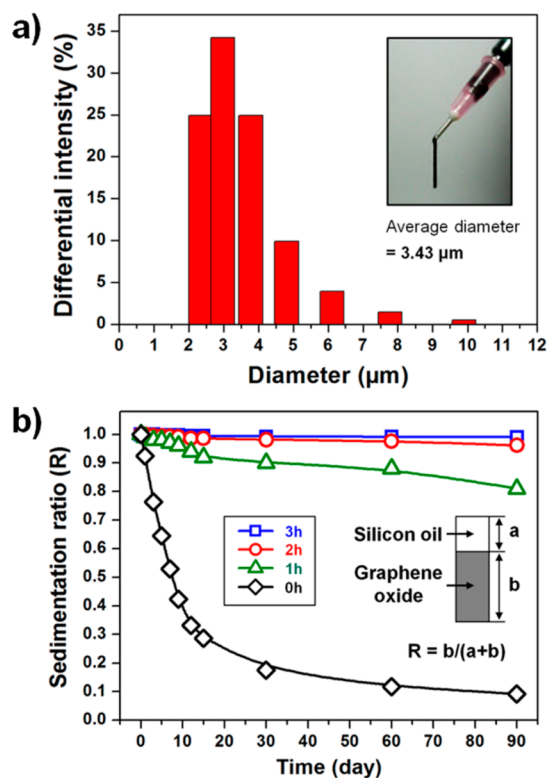 a)
Differential intensity (%)
35
30
25
20
15
10
5
0
0 1 2 3 4 5 6 7 8 9 10 11 12
Diameter (μm)
Average diameter
= 3.43 μm
b)
Sedimentation ratio (R)
1.0
0.9
0.8
0.7
0.6
0.5
0.4
0.3
0.2
0.1
0.0
0 10 20 30 40 50 60 70 80 90
Time (day)
3h
2h
1h
0h
Silicon oil
a
Graphene
oxide
b
R = b/(a+b)